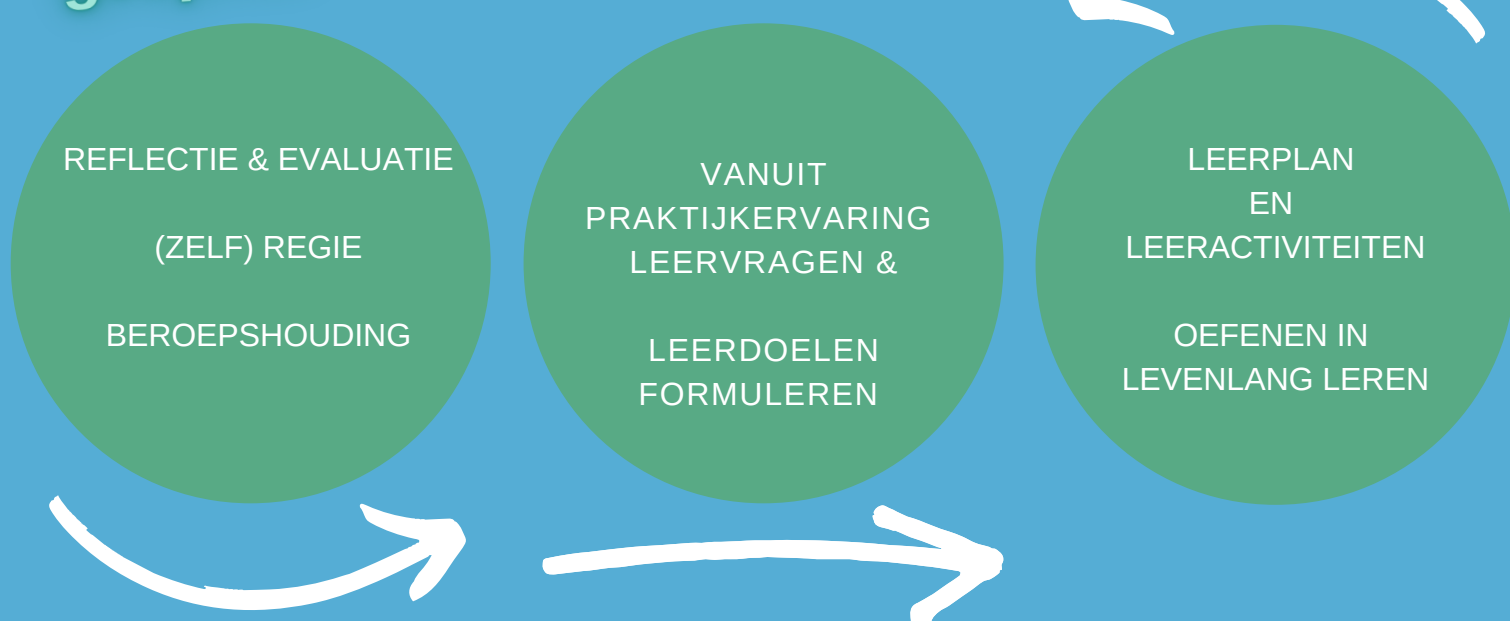 REFLECTIE & EVALUATIE
(ZELF) REGIE
BEROEPSHOUDING
VANUIT
PRAKTIJKERVARING
LEERVRAGEN &
LEERDOELEN
FORMULEREN
LEERPLAN
EN
LEERACTIVITEITEN
OEFENEN IN
LEVENLANG LEREN